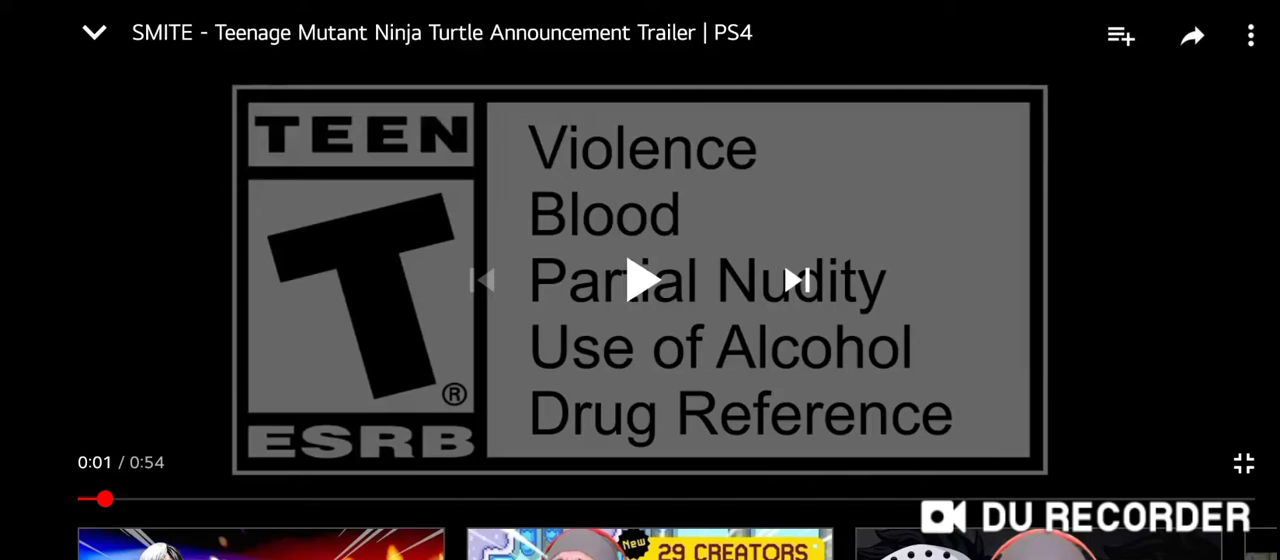 SMITE - Teenage Mutant Ninja Turtle Announcement Trailer | PS4
TEEN
T
®
ESRB
Violence
Blood
Partial Nudity
Use of Alcohol
Drug Reference
0:01 / 0:54
DU RECORDER
New
29 CREATORS